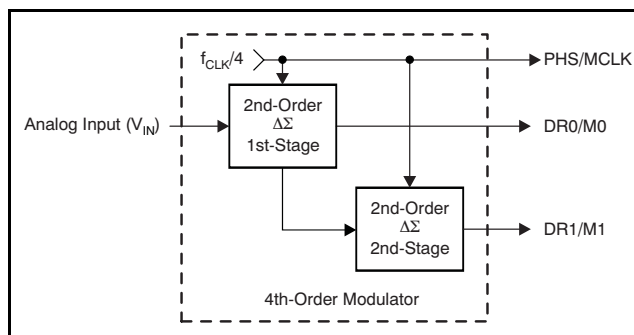 f_CLK/4
PHS/MCLK
2nd-Order
ΔΣ
1st-Stage
Analog Input (V_IN)
DR0/M0
2nd-Order
ΔΣ
2nd-Stage
DR1/M1
4th-Order Modulator